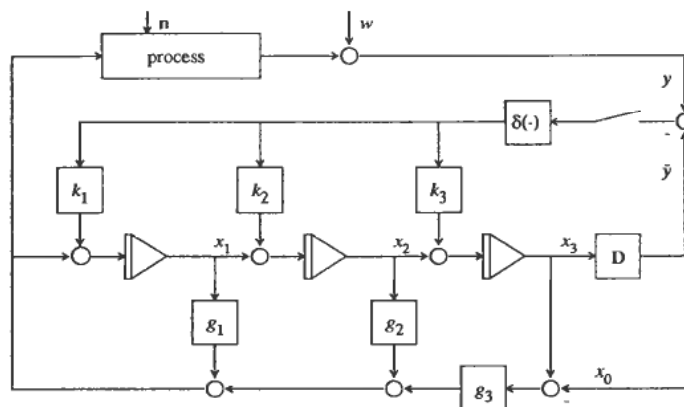 n
w
process
y
δ(·)
-
ȳ
k1
k2
k3
x1
x2
x3
D
g1
g2
g3
x0
-